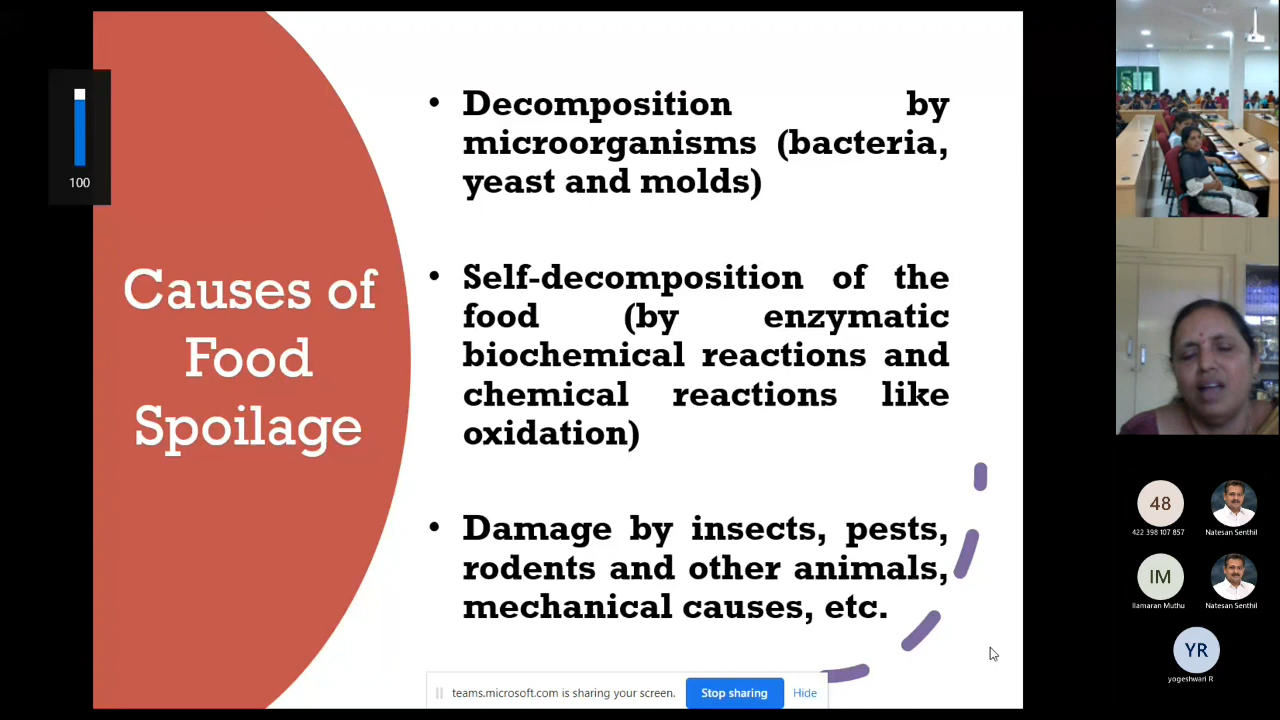 100
Causes of
Food
Spoilage
• Decomposition by
microorganisms (bacteria,
yeast and molds)
• Self-decomposition of the
food (by enzymatic
biochemical reactions and
chemical reactions like
oxidation)
• Damage by insects, pests,
rodents and other animals,
mechanical causes, etc.
teams.microsoft.com is sharing your screen. Stop sharing Hide
48
422 398 107 857
Natesan Senthil
IM
Ilamaran Muthu
Natesan Senthil
YR
yogeshwari R